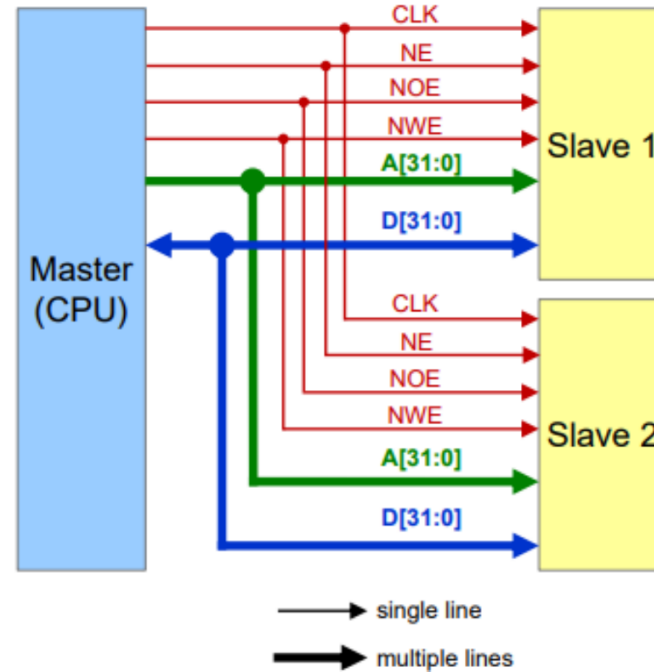 CLK
NE
NOE
NWE
A[31:0]
D[31:0]
Master
(CPU)
Slave 1
CLK
NE
NOE
NWE
A[31:0]
D[31:0]
Slave 2
single line
multiple lines